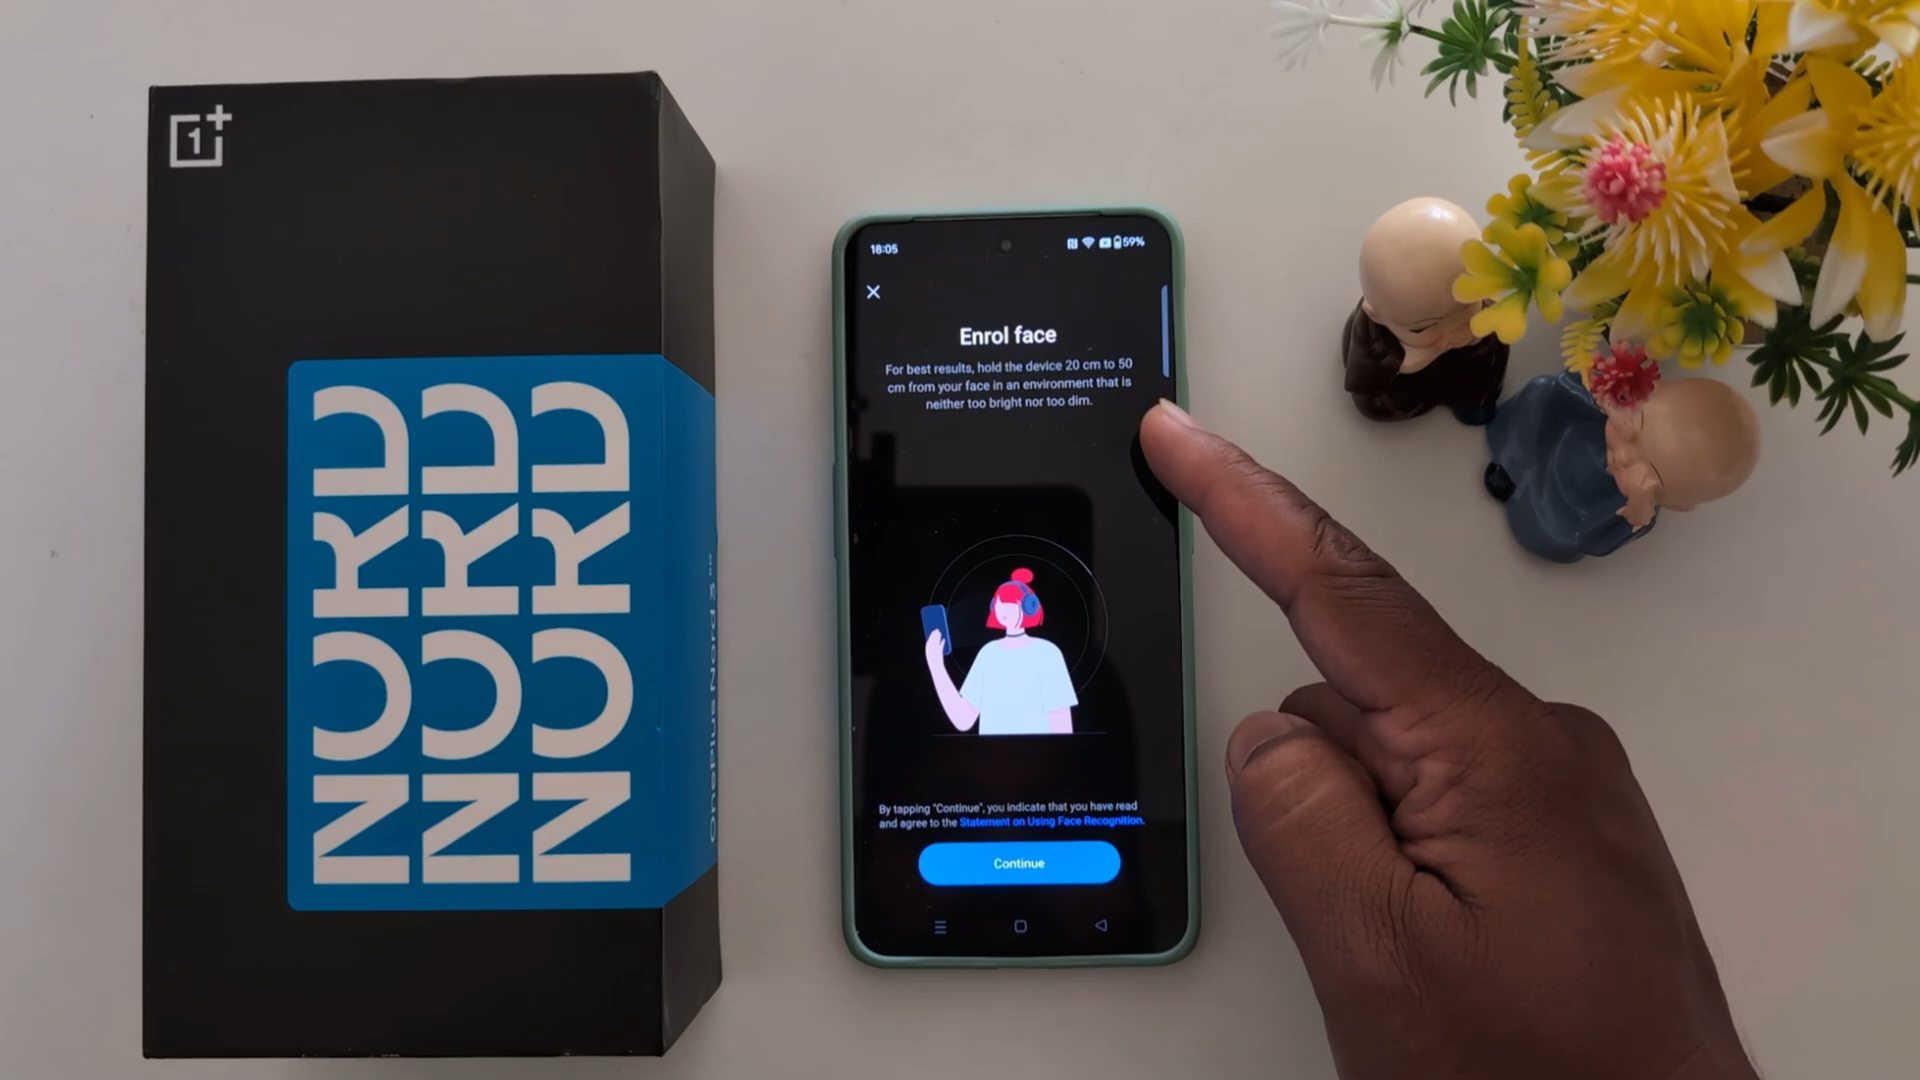 1+
NORD
NORD
NORD
OnePlus Nord 3 5G
18:05
59%
Enrol face
For best results, hold the device 20 cm to 50
cm from your face in an environment that is
neither too bright nor too dim.
By tapping "Continue", you indicate that you have read
and agree to the Statement on Using Face Recognition.
Continue